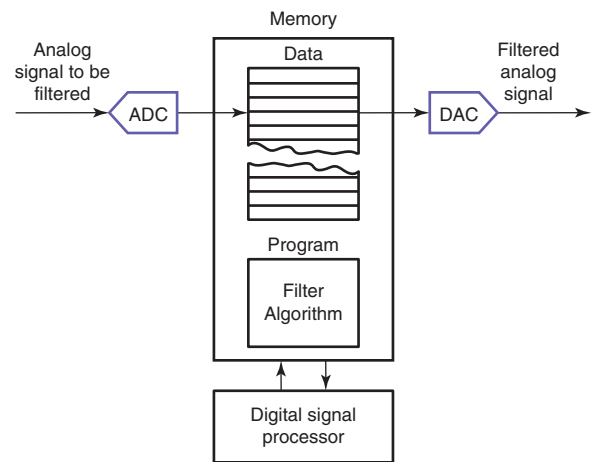 Memory
Analog
signal to be
filtered
Data
Filtered
analog
signal
ADC
DAC
Program
Filter
Algorithm
Digital signal
processor